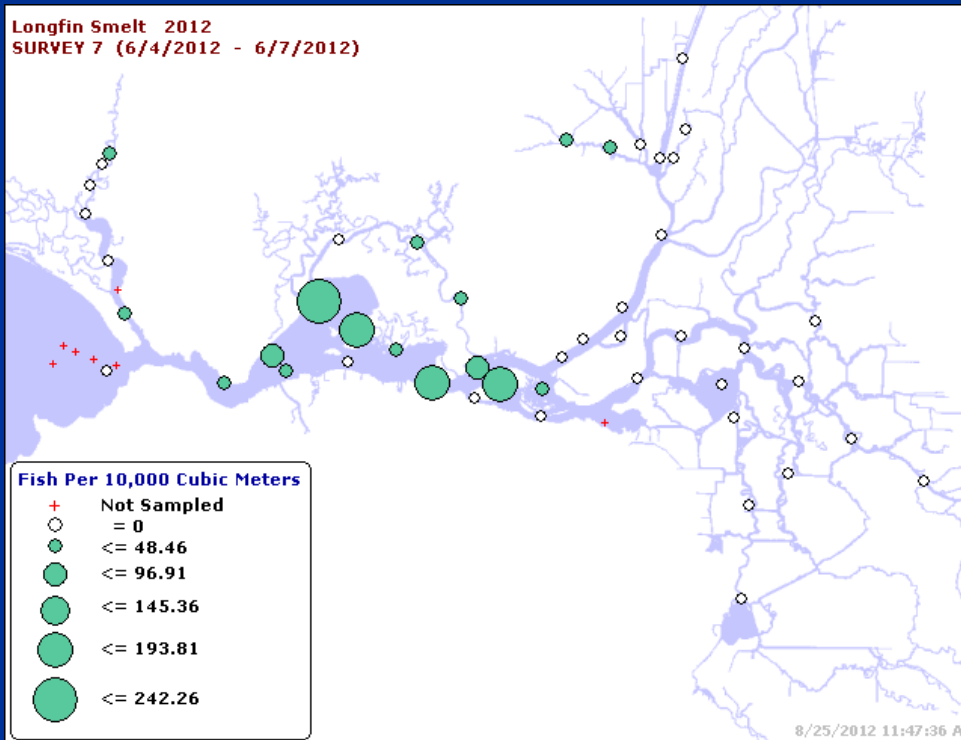 Longfin Smelt 2012
SURVEY 7 (6/4/2012 - 6/7/2012)
Fish Per 10,000 Cubic Meters
Not Sampled
= 0
<= 48.46
<= 96.91
<= 145.36
<= 193.81
<= 242.26
8/25/2012 11:47:36 A